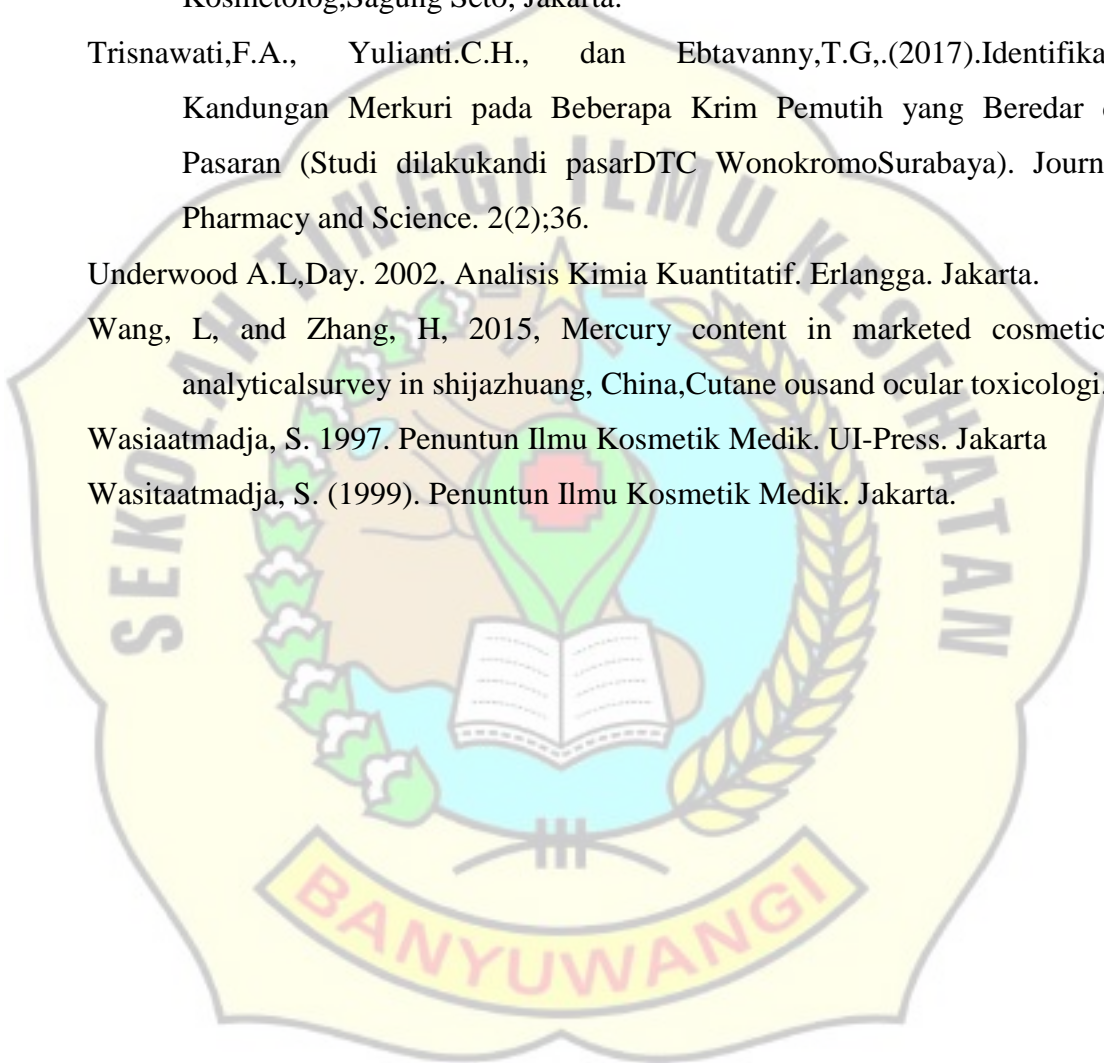 Kosmetolog,Sagung Seto, Jakarta.
Trisnawati,F.A., Yulianti.C.H., dan Ebtavanny,T.G,.(2017).Identifika
Kandungan Merkuri pada Beberapa Krim Pemutih yang Beredar
Pasaran (Studi dilakukandi pasarDTC WonokromoSurabaya). Journ
Pharmacy and Science. 2(2);36.
Underwood A.L,Day. 2002. Analisis Kimia Kuantitatif. Erlangga. Jakarta.
Wang, L, and Zhang, H, 2015, Mercury content in marketed cosmetic
analyticalsurvey in shijazhuang, China,Cutane ousand ocular toxicologi.
Wasiaatmadja, S. 1997. Penuntun Ilmu Kosmetik Medik. UI-Press. Jakarta
Wasitaatmadja, S. (1999). Penuntun Ilmu Kosmetik Medik. Jakarta.
SEKOLAH TINGGI ILMU KESEHATAN
BANYUWANGI